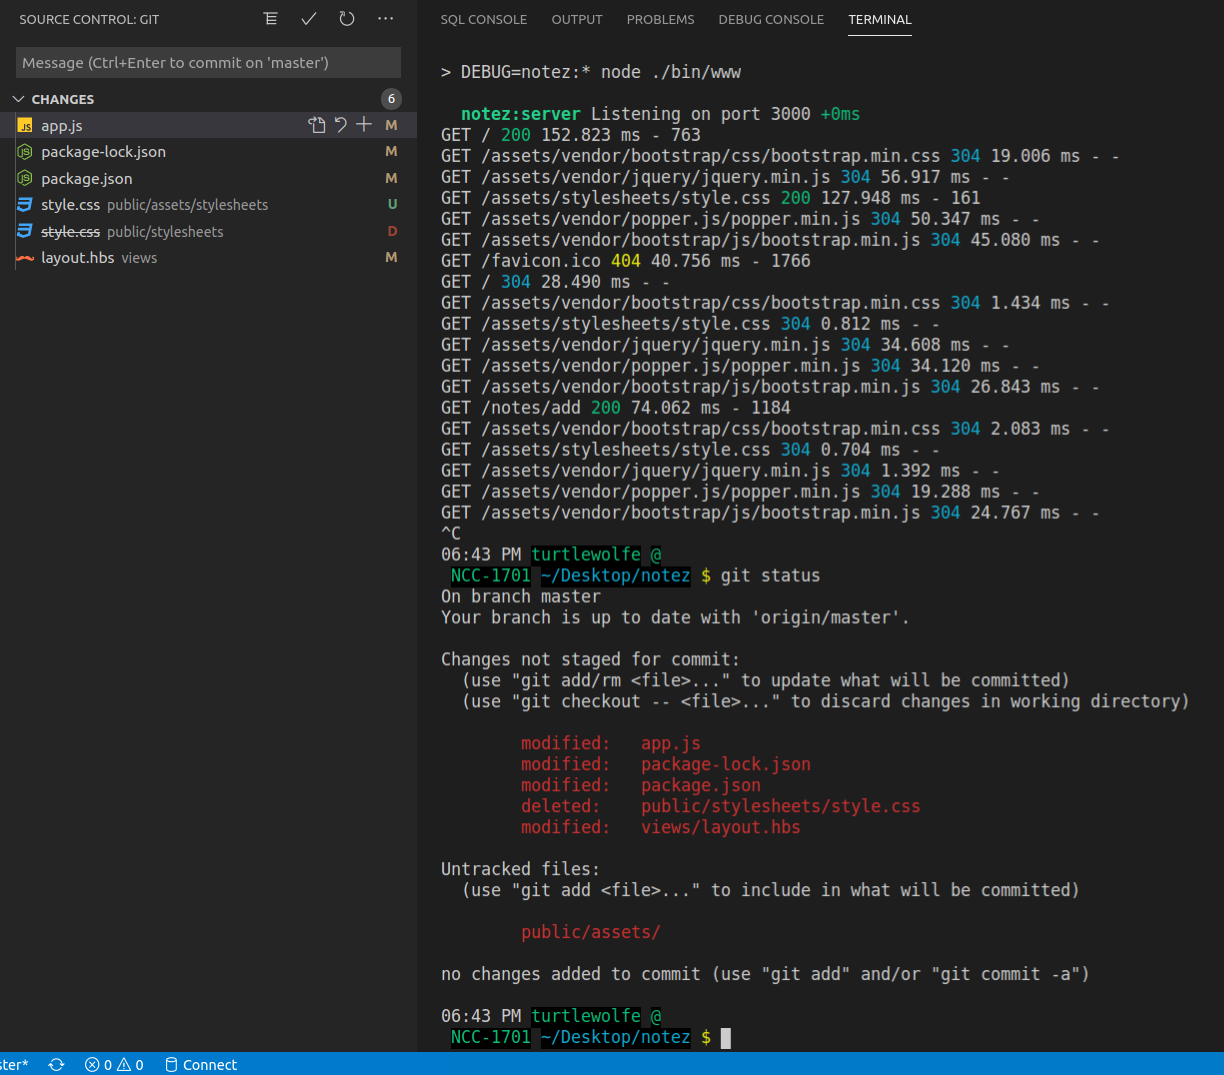 SOURCE CONTROL: GIT
Message (Ctrl+Enter to commit on 'master')
CHANGES 6
JS app.js M
JS package-lock.json M
JS package.json M
style.css public/assets/stylesheets U
style.css public/stylesheets D
layout.hbs views M
SQL CONSOLE OUTPUT PROBLEMS DEBUG CONSOLE TERMINAL
> DEBUG=notez:* node ./bin/www
notez:server Listening on port 3000 +0ms
GET / 200 152.823 ms - 763
GET /assets/vendor/bootstrap/css/bootstrap.min.css 304 19.006 ms - -
GET /assets/vendor/jquery/jquery.min.js 304 56.917 ms - -
GET /assets/stylesheets/style.css 200 127.948 ms - 161
GET /assets/vendor/popper.js/popper.min.js 304 50.347 ms - -
GET /assets/vendor/bootstrap/js/bootstrap.min.js 304 45.080 ms - -
GET /favicon.ico 404 40.756 ms - 1766
GET / 304 28.490 ms - -
GET /assets/vendor/bootstrap/css/bootstrap.min.css 304 1.434 ms - -
GET /assets/stylesheets/style.css 304 0.812 ms - -
GET /assets/vendor/jquery/jquery.min.js 304 34.608 ms - -
GET /assets/vendor/popper.js/popper.min.js 304 34.120 ms - -
GET /assets/vendor/bootstrap/js/bootstrap.min.js 304 26.843 ms - -
GET /notes/add 200 74.062 ms - 1184
GET /assets/vendor/bootstrap/css/bootstrap.min.css 304 2.083 ms - -
GET /assets/stylesheets/style.css 304 0.704 ms - -
GET /assets/vendor/jquery/jquery.min.js 304 1.392 ms - -
GET /assets/vendor/popper.js/popper.min.js 304 19.288 ms - -
GET /assets/vendor/bootstrap/js/bootstrap.min.js 304 24.767 ms - -
^C
06:43 PM turtlewolfe @
NCC-1701 ~/Desktop/notez $ git status
On branch master
Your branch is up to date with 'origin/master'.
Changes not staged for commit:
(use "git add/rm <file>..." to update what will be committed)
(use "git checkout -- <file>..." to discard changes in working directory)
modified: app.js
modified: package-lock.json
modified: package.json
deleted: public/stylesheets/style.css
modified: views/layout.hbs
Untracked files:
(use "git add <file>..." to include in what will be committed)
public/assets/
no changes added to commit (use "git add" and/or "git commit -a")
06:43 PM turtlewolfe @
NCC-1701 ~/Desktop/notez $
ter* 0 0 Connect